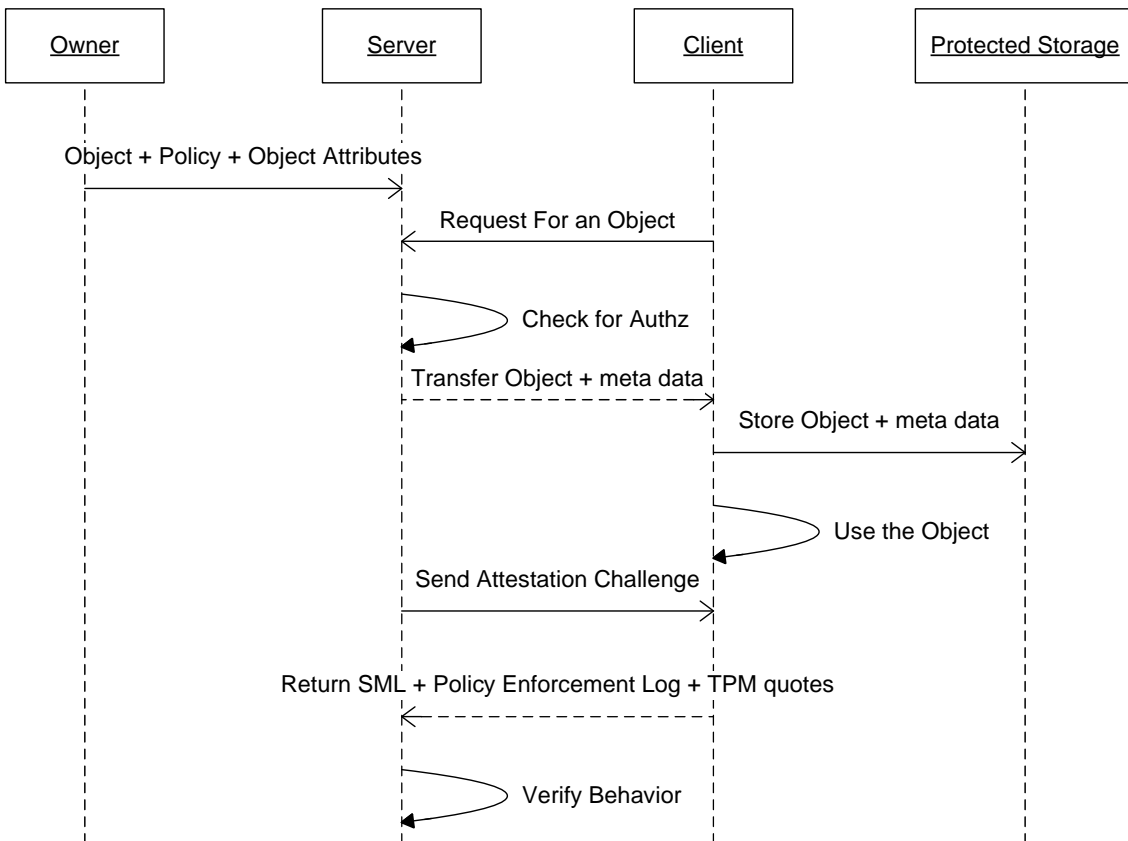 Owner
Server
Client
Protected Storage
Object + Policy + Object Attributes
Request For an Object
Check for Authz
Transfer Object + meta data
Store Object + meta data
Use the Object
Send Attestation Challenge
Return SML + Policy Enforcement Log + TPM quotes
Verify Behavior